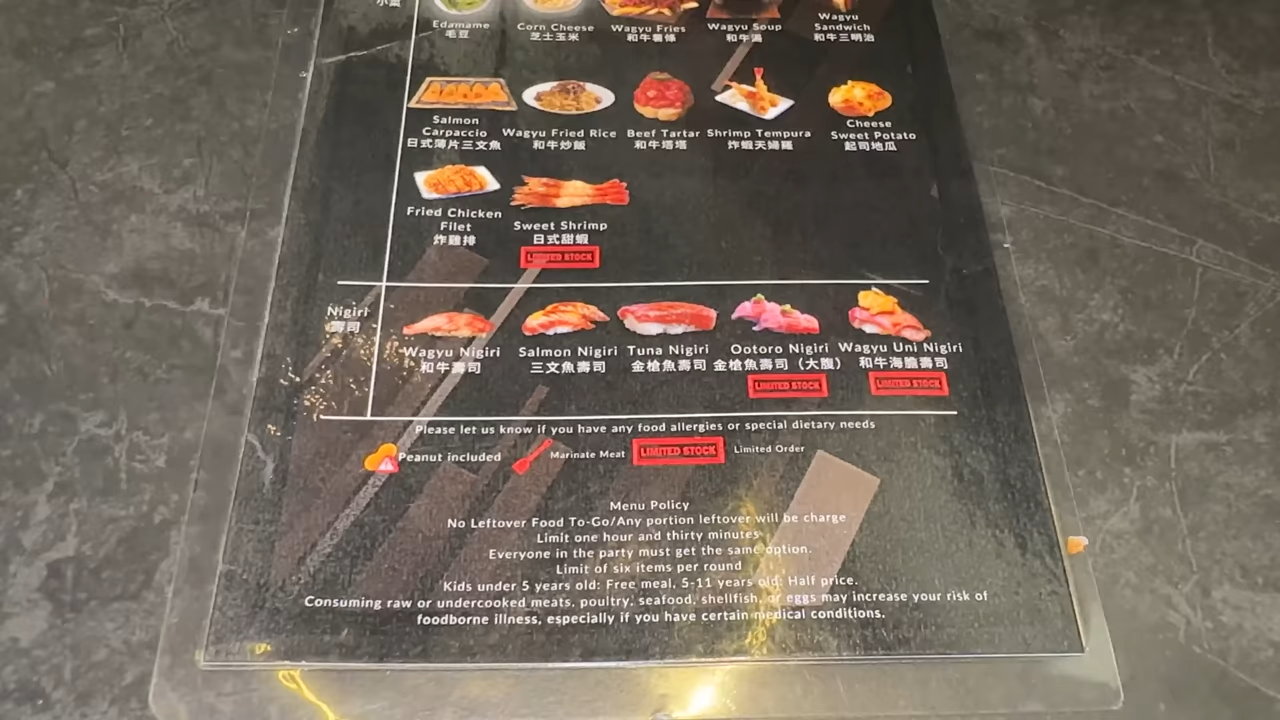 小菜
Edamame
毛豆
Corn Cheese
芝士玉米
Wagyu Fries
和牛薯條
Wagyu Soup
和牛湯
Wagyu
Sandwich
和牛三明治
Salmon
Carpaccio
日式薄片三文魚
Wagyu Fried Rice
和牛炒飯
Beef Tartar
和牛塔塔
Shrimp Tempura
炸蝦天婦羅
Cheese
Sweet Potato
起司地瓜
Fried Chicken
Filet
炸雞排
Sweet Shrimp
日式甜蝦
LIMITED STOCK
Nigiri
壽司
Wagyu Nigiri
和牛壽司
Salmon Nigiri
三文魚壽司
Tuna Nigiri
金槍魚壽司
Ootoro Nigiri
金槍魚壽司（大腹）
LIMITED STOCK
Wagyu Uni Nigiri
和牛海膽壽司
LIMITED STOCK
Please let us know if you have any food allergies or special dietary needs
Peanut included
Marinate Meat
LIMITED STOCK
Limited Order
Menu Policy
No Leftover Food To-Go/Any portion leftover will be charge
Limit one hour and thirty minutes
Everyone in the party must get the same option.
Limit of six items per round
Kids under 5 years old: Free meal, 5-11 years old: Half price.
Consuming raw or undercooked meats, poultry, seafood, shellfish, or eggs may increase your risk of
foodborne illness, especially if you have certain medical conditions.